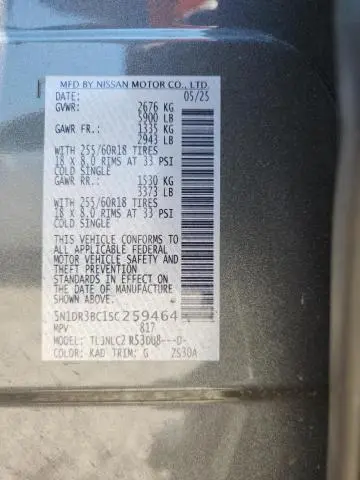 MFD BY NISSAN MOTOR CO., LTD.
DATE: 05/25
GVWR: 2676 KG
5900 LB
GAWR FR.: 1335 KG
2943 LB
WITH 255/60R18 TIRES
18 X 8.0 RIMS AT 33 PSI
COLD SINGLE
GAWR RR.: 1530 KG
3373 LB
WITH 255/60R18 TIRES
18 X 8.0 RIMS AT 33 PSI
COLD SINGLE
THIS VEHICLE CONFORMS TO
ALL APPLICABLE FEDERAL
MOTOR VEHICLE SAFETY AND
THEFT PREVENTION
STANDARDS IN EFFECT ON
THE DATE OF MANUFACTURE
SHOWN ABOVE.
5N1DR3BC1SC259464
MPV 817
MODEL: TLJNLC2 R53DU8---D-
COLOR: KAD TRIM: G ZS30A